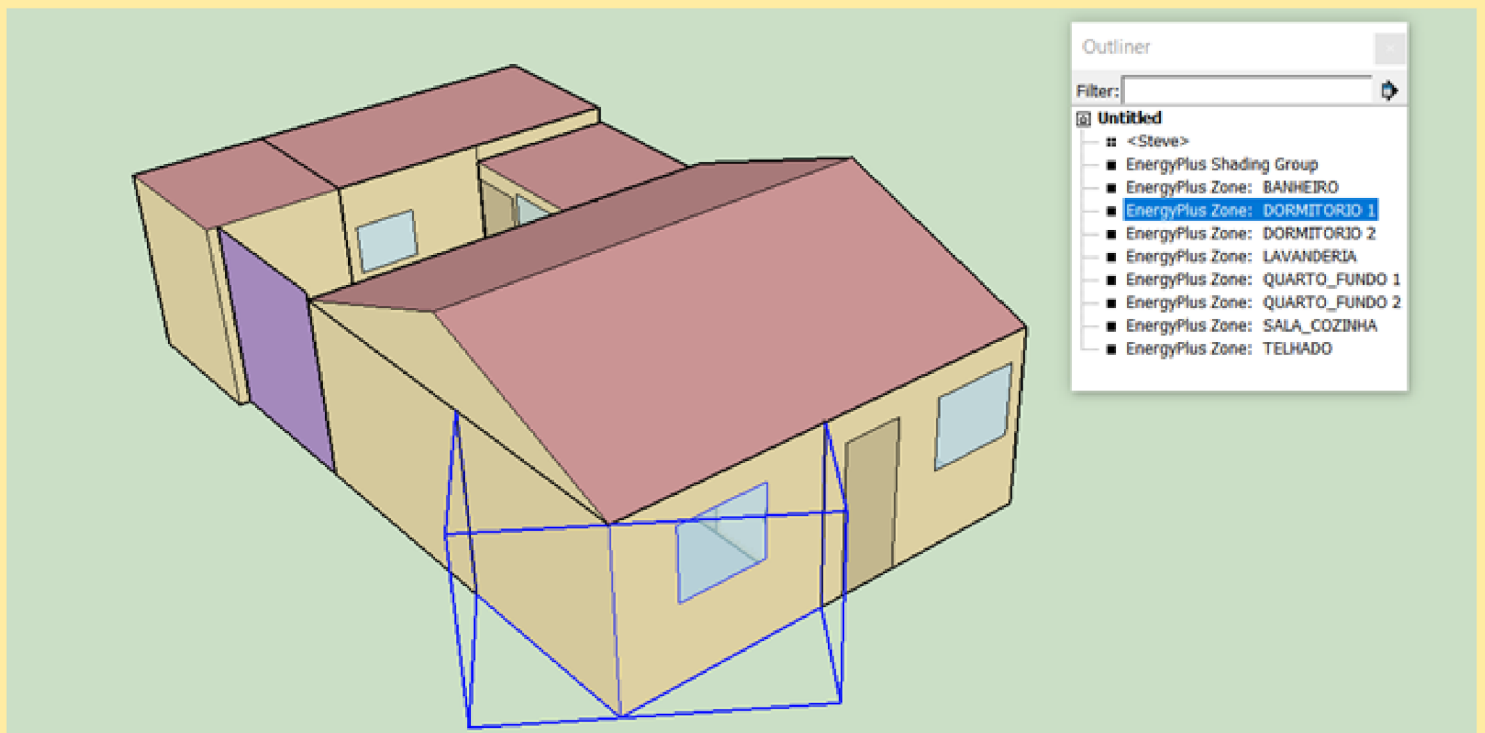 Outliner
Filter:
Untitled
<Steve>
EnergyPlus Shading Group
EnergyPlus Zone: BANHEIRO
EnergyPlus Zone: DORMITORIO 1
EnergyPlus Zone: DORMITORIO 2
EnergyPlus Zone: LAVANDERIA
EnergyPlus Zone: QUARTO_FUNDO 1
EnergyPlus Zone: QUARTO_FUNDO 2
EnergyPlus Zone: SALA_COZINHA
EnergyPlus Zone: TELHADO